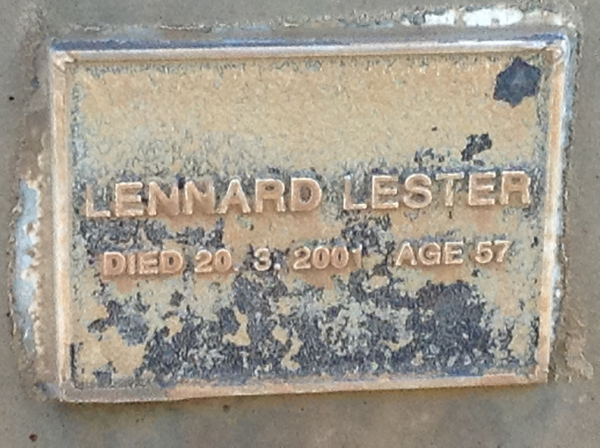 LENNARD LESTER
DIED 20. 3. 2001 AGE 57